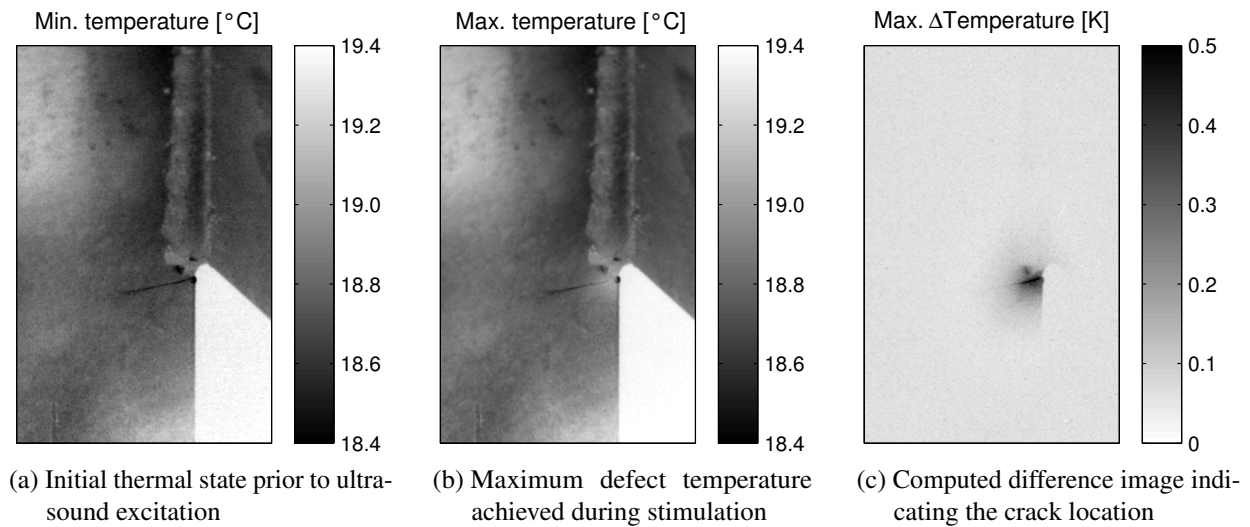 Min. temperature [°C]
19.4
19.2
19.0
18.8
18.6
18.4
(a) Initial thermal state prior to ultra-
sound excitation
Max. temperature [°C]
19.4
19.2
19.0
18.8
18.6
18.4
(b) Maximum defect temperature
achieved during stimulation
Max. ΔTemperature [K]
0.5
0.4
0.3
0.2
0.1
0
(c) Computed difference image indi-
cating the crack location